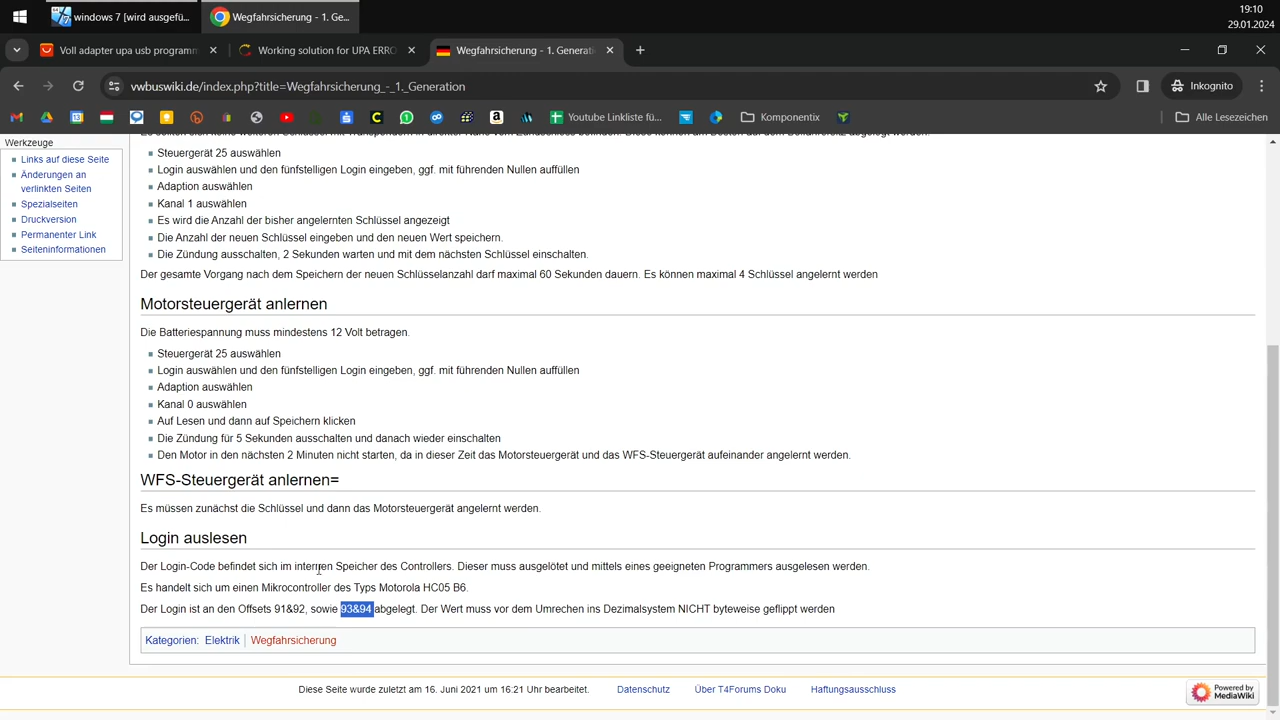 windows 7 [wird ausgefü...
Wegfahrsicherung - 1. Ge...
19:10
29.01.2024
Voll adapter upa usb programm
Working solution for UPA ERRO
Wegfahrsicherung - 1. Generati
vwbuswiki.de/index.php?title=Wegfahrsicherung_-_1._Generation
Inkognito
Youtube Linkliste fü...
Komponentix
Alle Lesezeichen
Werkzeuge
Links auf diese Seite
Änderungen an
verlinkten Seiten
Spezialseiten
Druckversion
Permanenter Link
Seiteninformationen
Steuergerät 25 auswählen
Login auswählen und den fünfstelligen Login eingeben, ggf. mit führenden Nullen auffüllen
Adaption auswählen
Kanal 1 auswählen
Es wird die Anzahl der bisher angelernten Schlüssel angezeigt
Die Anzahl der neuen Schlüssel eingeben und den neuen Wert speichern.
Die Zündung ausschalten, 2 Sekunden warten und mit dem nächsten Schlüssel einschalten.
Der gesamte Vorgang nach dem Speichern der neuen Schlüsselanzahl darf maximal 60 Sekunden dauern. Es können maximal 4 Schlüssel angelernt werden
Motorsteuergerät anlernen
Die Batteriespannung muss mindestens 12 Volt betragen.
Steuergerät 25 auswählen
Login auswählen und den fünfstelligen Login eingeben, ggf. mit führenden Nullen auffüllen
Adaption auswählen
Kanal 0 auswählen
Auf Lesen und dann auf Speichern klicken
Die Zündung für 5 Sekunden ausschalten und danach wieder einschalten
Den Motor in den nächsten 2 Minuten nicht starten, da in dieser Zeit das Motorsteuergerät und das WFS-Steuergerät aufeinander angelernt werden.
WFS-Steuergerät anlernen=
Es müssen zunächst die Schlüssel und dann das Motorsteuergerät angelernt werden.
Login auslesen
Der Login-Code befindet sich im internen Speicher des Controllers. Dieser muss ausgelötet und mittels eines geeigneten Programmers ausgelesen werden.
Es handelt sich um einen Mikrocontroller des Typs Motorola HC05 B6.
Der Login ist an den Offsets 91&92, sowie 93&94 abgelegt. Der Wert muss vor dem Umrechen ins Dezimalsystem NICHT byteweise geflippt werden
Kategorien: Elektrik | Wegfahrsicherung
Diese Seite wurde zuletzt am 16. Juni 2021 um 16:21 Uhr bearbeitet. Datenschutz Über T4Forums Doku Haftungsausschluss
Powered by
MediaWiki